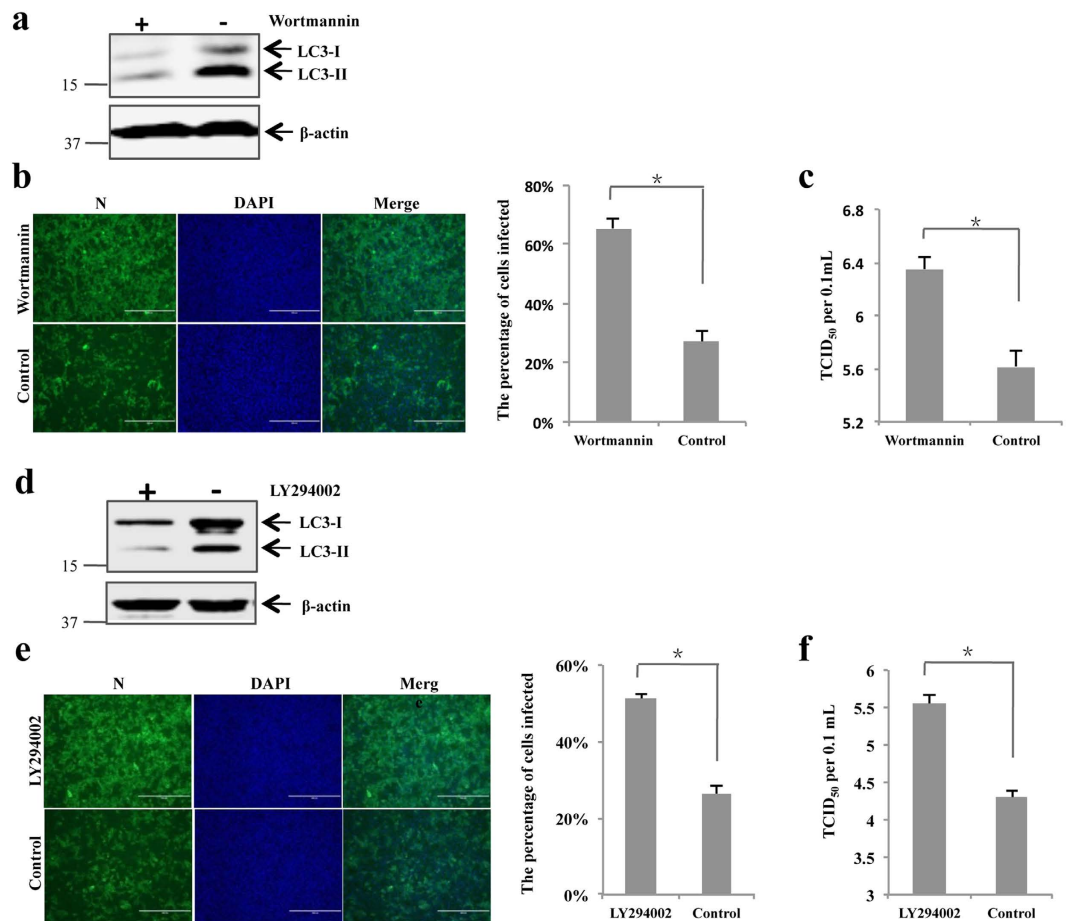 a
+ - Wortmannin
LC3-I
LC3-II
15
β-actin
37
b
N DAPI Merge
Wortmannin
Control
The percentage of cells infected
80%
60%
40%
20%
0%
*
Wortmannin Control
c
TCID50 per 0.1mL
6.8
6.4
6
5.6
5.2
*
Wortmannin Control
d
+ - LY294002
LC3-I
LC3-II
15
β-actin
37
e
N DAPI Merg
e
LY294002
Control
The percentage of cells infected
60%
40%
20%
0%
*
LY294002 Control
f
TCID50 per 0.1 mL
6
5.5
5
4.5
4
3.5
3
*
LY294002 Control